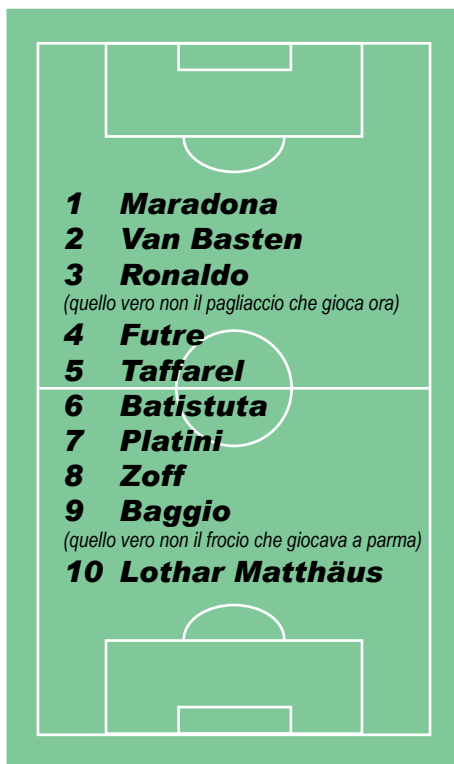 1 Maradona
2 Van Basten
3 Ronaldo
(quello vero non il pagliaccio che gioca ora)
4 Futre
5 Taffarel
6 Batistuta
7 Platini
8 Zoff
9 Baggio
(quello vero non il frocio che giocava a parma)
10 Lothar Matthäus